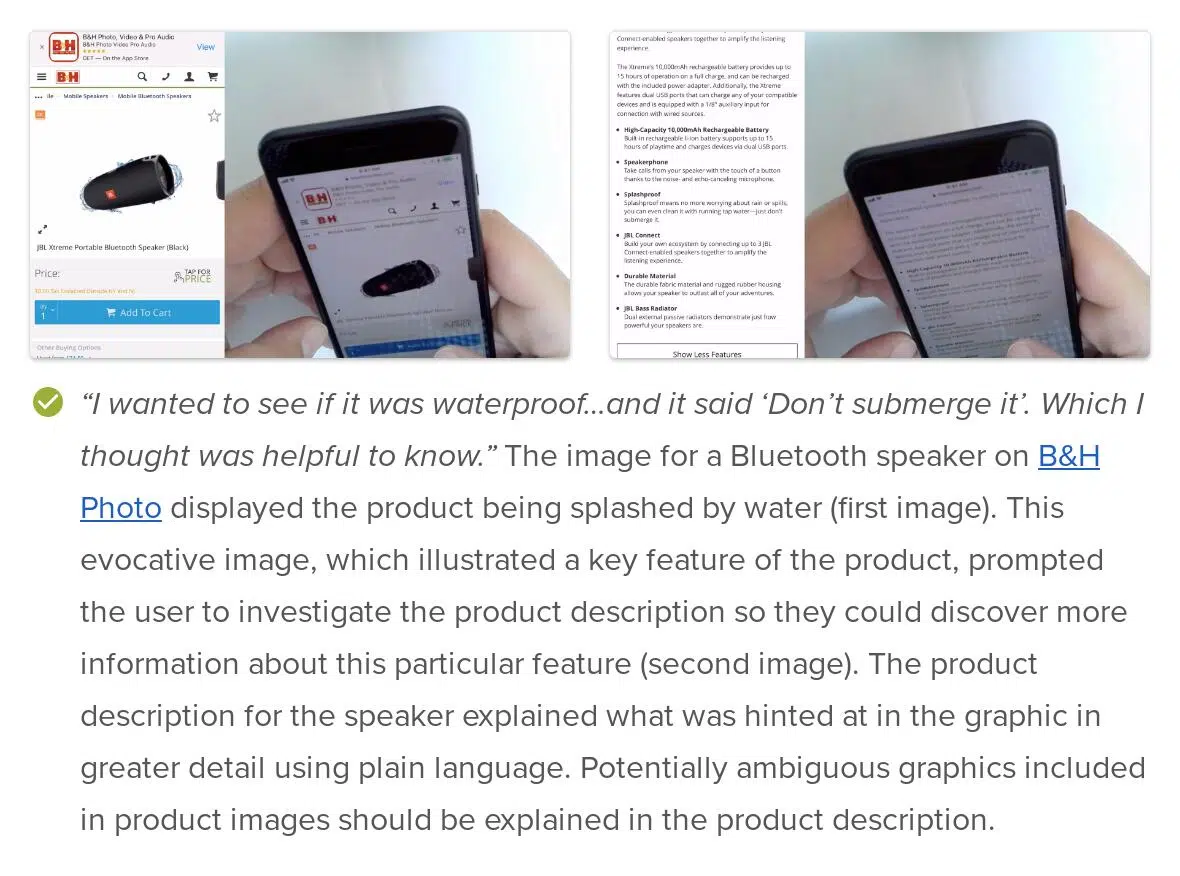 B&H Photo, Video & Pro Audio
B&H Photo Video Pro Audio
GET — On the App Store
View
B&H
... ile Mobile Speakers Mobile Bluetooth Speakers
JBL Xtreme Portable Bluetooth Speaker (Black)
Price:
TAP FOR
PRICE
$0.00 Tax Collected Outside NY and NJ
1
Add To Cart
Other Buying Options
Connect-enabled speakers together to amplify the listening
experience.
The Xtreme's 10,000mAh rechargeable battery provides up to
15 hours of operation on a full charge, and can be recharged
with the included power adapter. Additionally, the Xtreme
features dual USB ports that can charge any of your compatible
devices and is equipped with a 1/8" auxiliary input for
connection with wired sources.
High-Capacity 10,000mAh Rechargeable Battery
Built-in rechargeable li-ion battery supports up to 15
hours of playtime and charges devices via dual USB ports.
Speakerphone
Take calls from your speaker with the touch of a button
thanks to the noise- and echo-canceling microphone.
Splashproof
Splashproof means no more worrying about rain or spills,
you can even clean it with running tap water—just don't
submerge it.
JBL Connect
Build your own ecosystem by connecting up to 3 JBL
Connect-enabled speakers together to amplify the
listening experience.
Durable Material
The durable fabric material and rugged rubber housing
allows your speaker to outlast all of your adventures.
JBL Bass Radiator
Dual external passive radiators demonstrate just how
powerful your speakers are.
Show Less Features
“I wanted to see if it was waterproof...and it said ‘Don’t submerge it’. Which I
thought was helpful to know.” The image for a Bluetooth speaker on B&H
Photo displayed the product being splashed by water (first image). This
evocative image, which illustrated a key feature of the product, prompted
the user to investigate the product description so they could discover more
information about this particular feature (second image). The product
description for the speaker explained what was hinted at in the graphic in
greater detail using plain language. Potentially ambiguous graphics included
in product images should be explained in the product description.